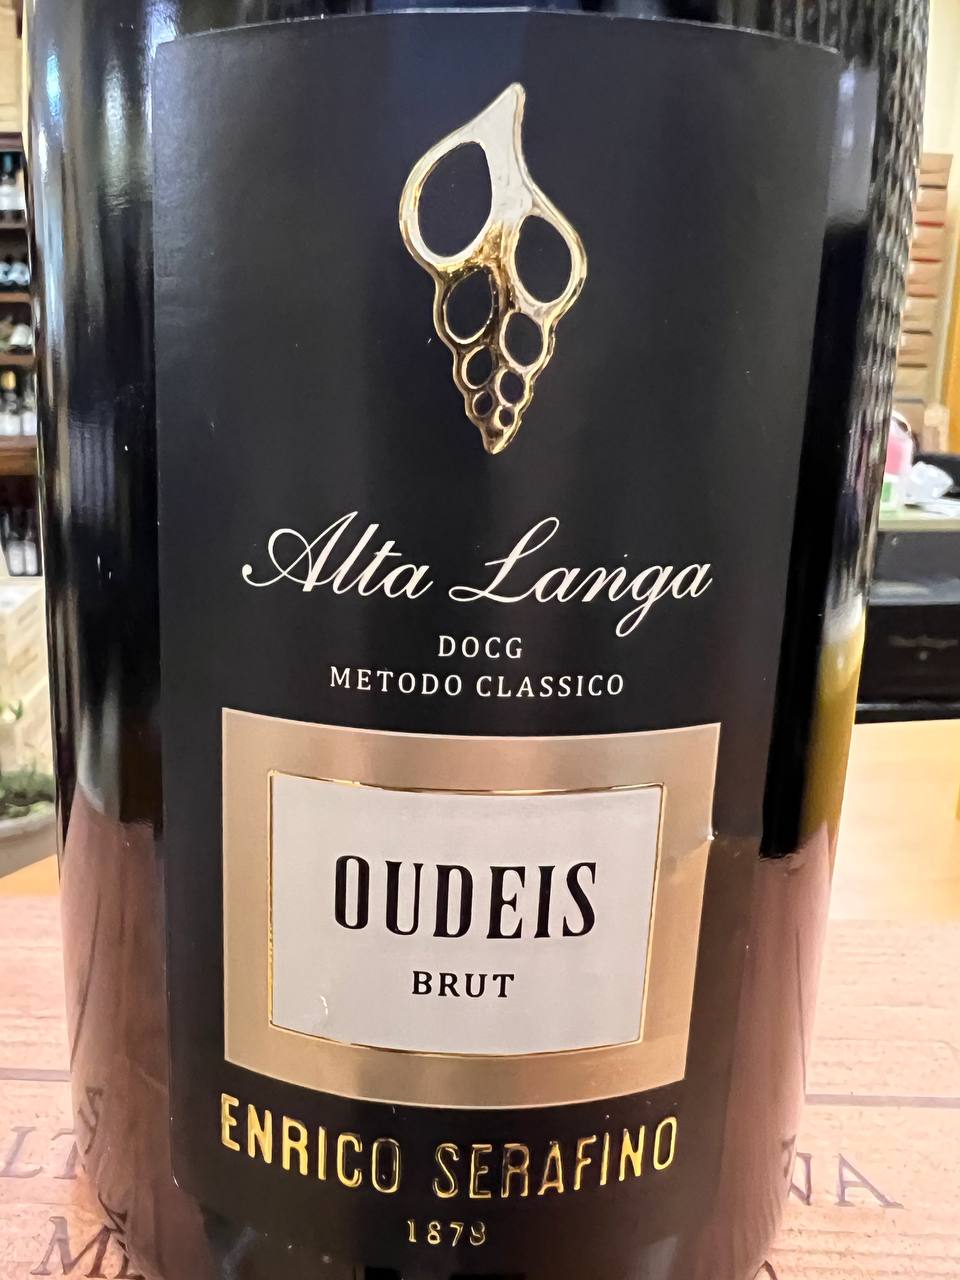 Alta Langa
DOCG
METODO CLASSICO
OUDEIS
BRUT
ENRICO SERAFINO
1878